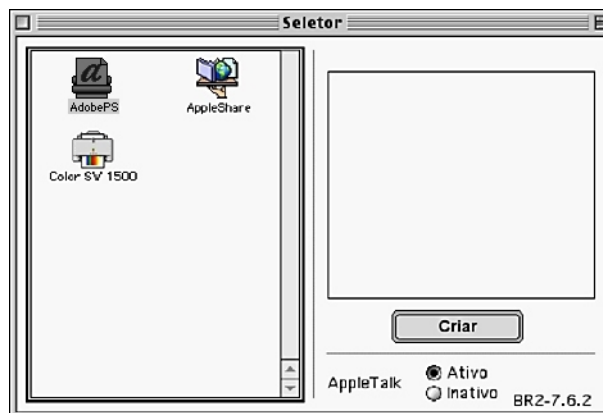 Seletor
AdobePS
AppleShare
Color SV 1500
Criar
AppleTalk
Ativo
Inativo
BR2-7.6.2